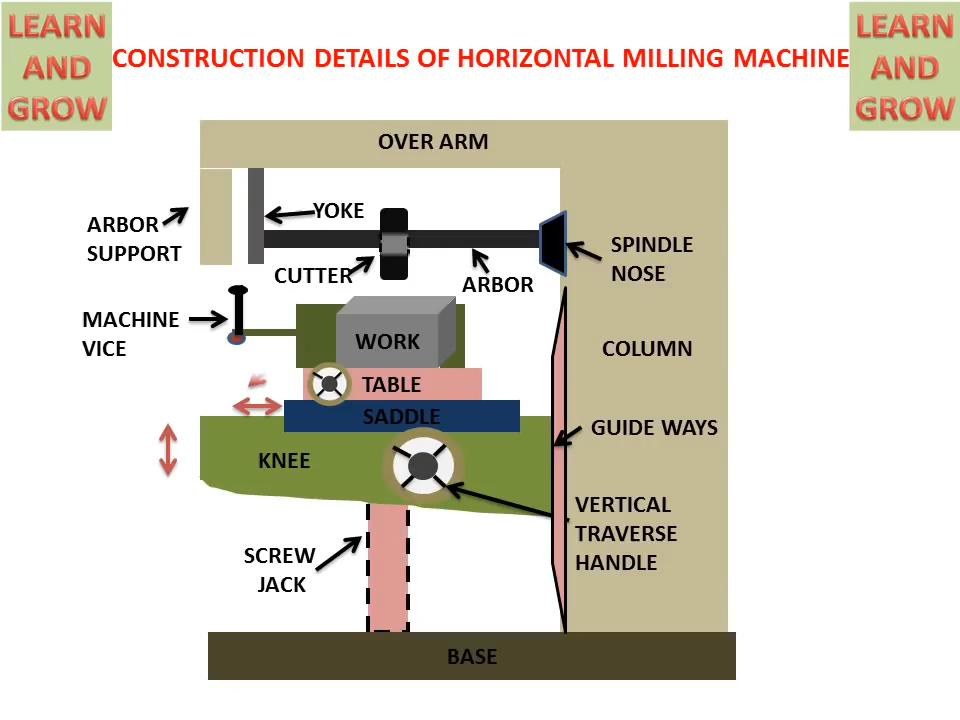 LEARN
AND
GROW
CONSTRUCTION DETAILS OF HORIZONTAL MILLING MACHINE
LEARN
AND
GROW
OVER ARM
ARBOR
SUPPORT
YOKE
CUTTER
ARBOR
SPINDLE
NOSE
MACHINE
VICE
WORK
COLUMN
TABLE
SADDLE
GUIDE WAYS
KNEE
VERTICAL
TRAVERSE
HANDLE
SCREW
JACK
BASE